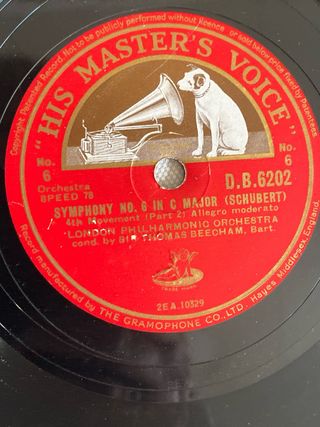 Copyright. Patented Record. Not to be publicly performed without licence or sold below price fixed by Patentees.
"HIS MASTER'S VOICE"
No. 6
No. 6
Orchestra
SPEED 78
D.B.6202
SYMPHONY NO. 6 IN C MAJOR (SCHUBERT)
4th Movement (Part 2) Allegro moderato
LONDON PHILHARMONIC ORCHESTRA
cond. by SIR THOMAS BEECHAM, Bart.
TRADE MARK
2EA.10329
Record manufactured by THE GRAMOPHONE CO., LTD. Hayes, Middlesex, England.